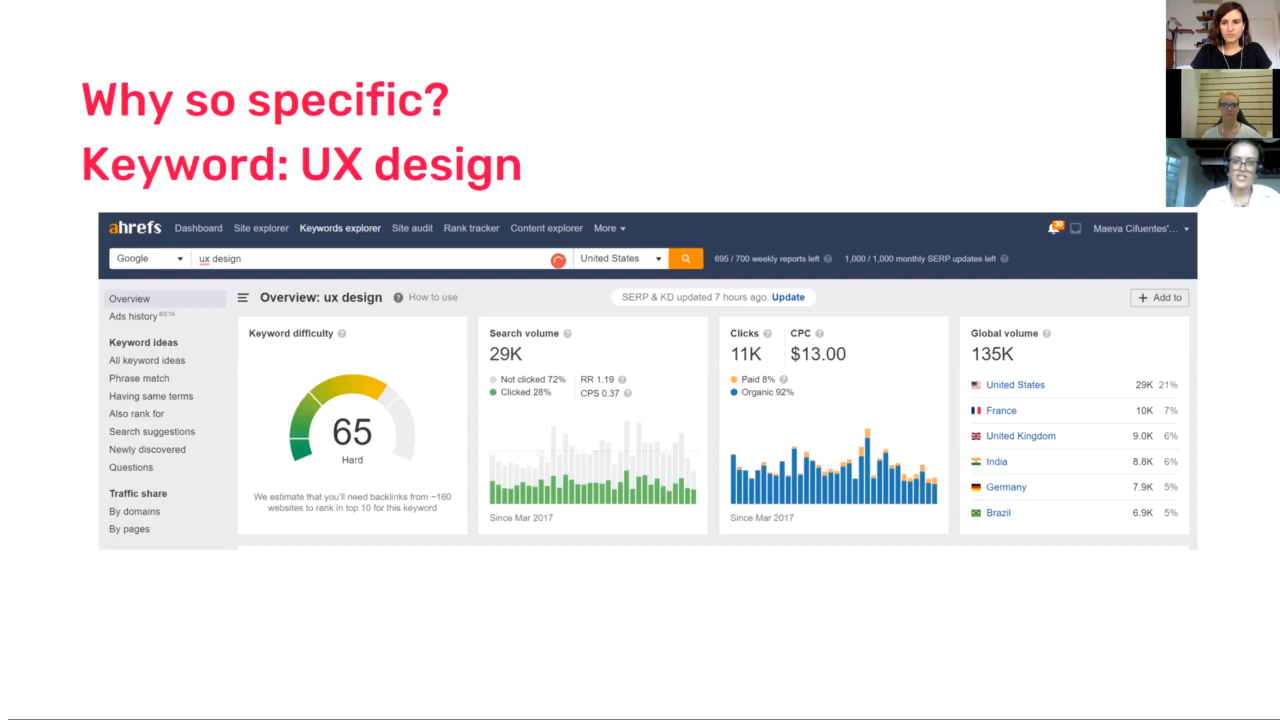 Why so specific?
Keyword: UX design
ahrefs Dashboard Site explorer Keywords explorer Site audit Rank tracker Content explorer More 30 Maeva Cifuentes'...
Google ux design United States 695 / 700 weekly reports left 1,000 / 1,000 monthly SERP updates left
Overview
Ads history BETA
Keyword ideas
All keyword ideas
Phrase match
Having same terms
Also rank for
Search suggestions
Newly discovered
Questions
Traffic share
By domains
By pages
Overview: ux design ? How to use SERP & KD updated 7 hours ago. Update + Add to
Keyword difficulty ?
65
Hard
We estimate that you'll need backlinks from ~160
websites to rank in top 10 for this keyword
Search volume ?
29K
Not clicked 72% RR 1.19 ?
Clicked 28% CPS 0.37 ?
Since Mar 2017
Clicks ? CPC ?
11K $13.00
Paid 8% ?
Organic 92%
Since Mar 2017
Global volume ?
135K
United States 29K 21%
France 10K 7%
United Kingdom 9.0K 6%
India 8.8K 6%
Germany 7.9K 5%
Brazil 6.9K 5%